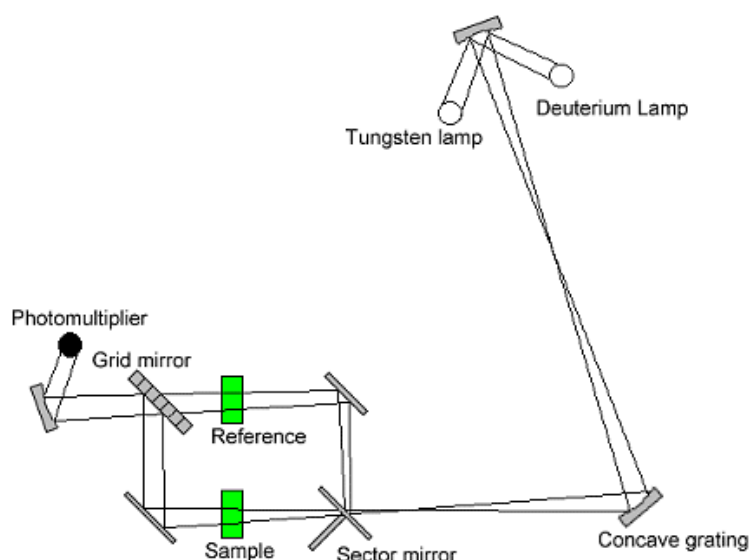 Tungsten lamp
Deuterium Lamp
Photomultiplier
Grid mirror
Reference
Sample
Sector mirror
Concave grating